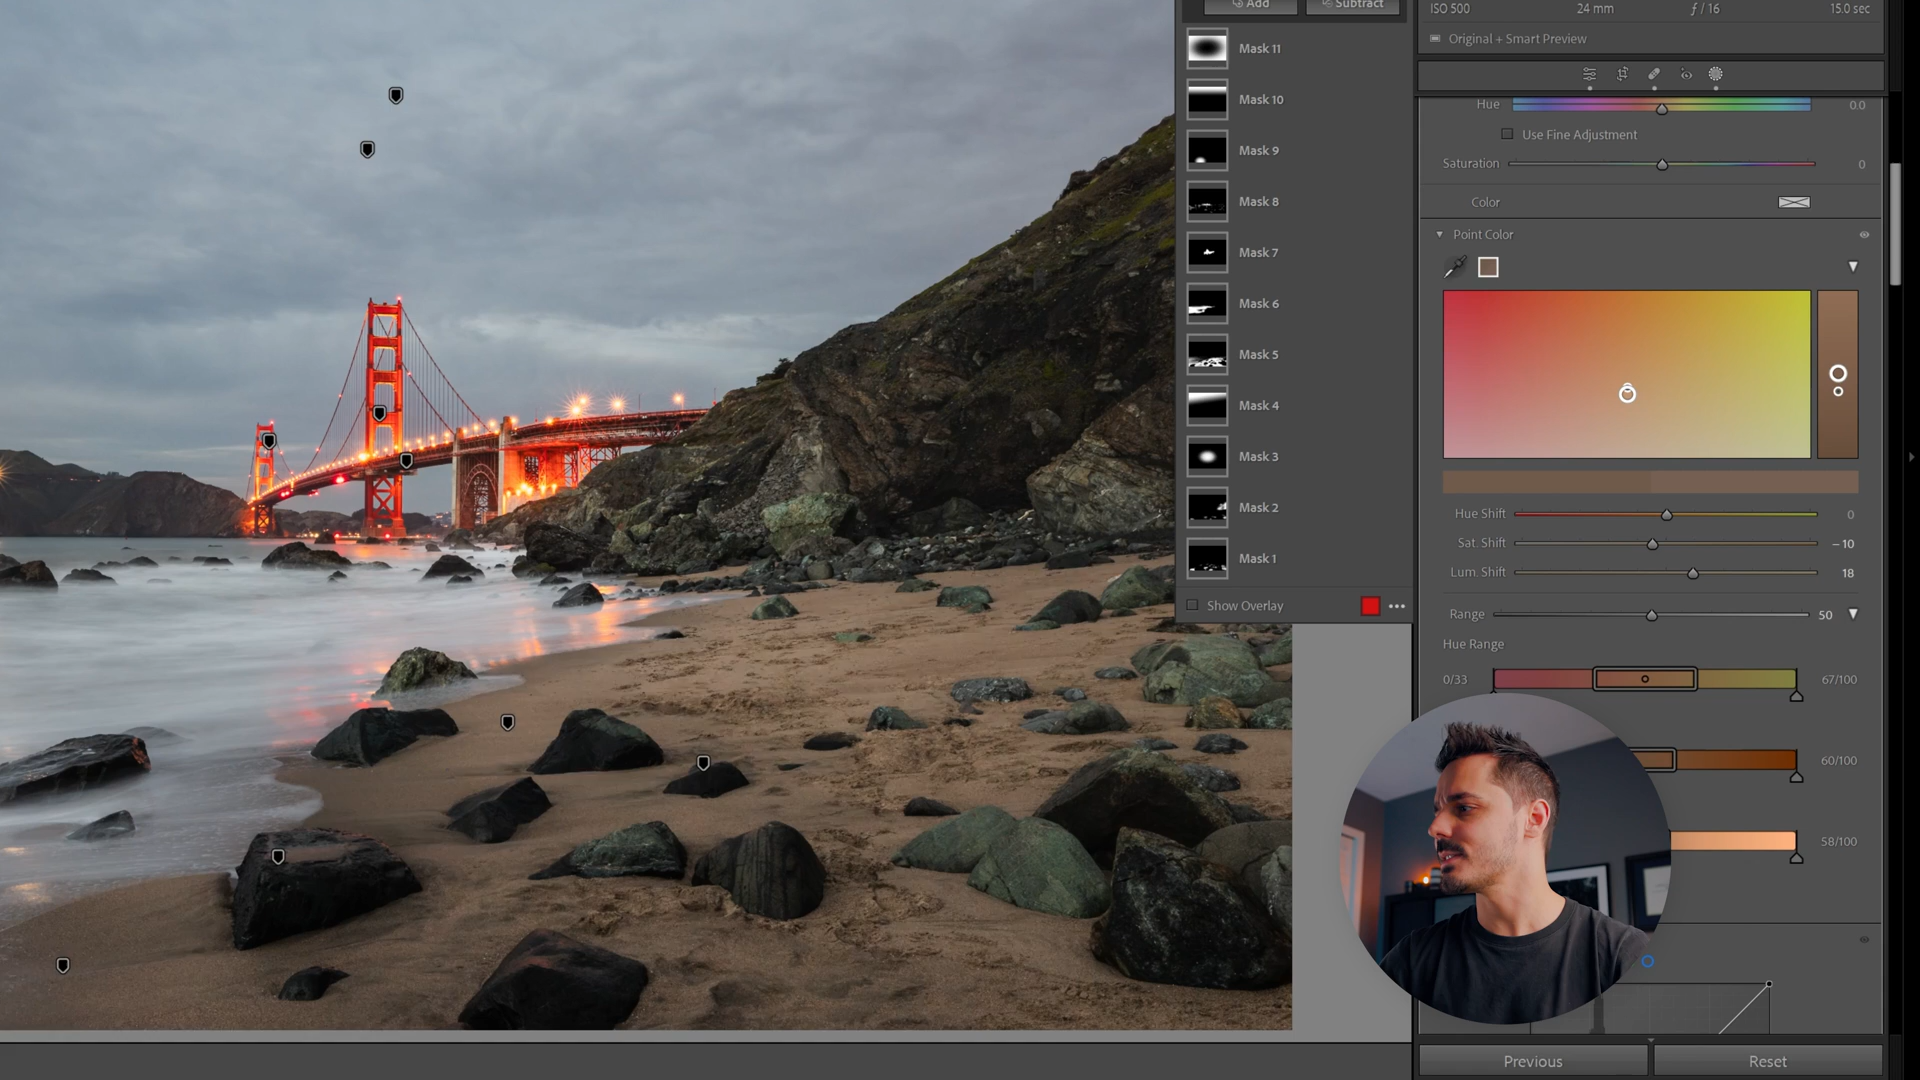 Add Subtract
ISO 500 24 mm ƒ / 16 15.0 sec
Original + Smart Preview
Mask 11
Mask 10
Mask 9
Mask 8
Mask 7
Mask 6
Mask 5
Mask 4
Mask 3
Mask 2
Mask 1
Show Overlay
Hue 0.0
Use Fine Adjustment
Saturation 0
Color
Point Color
Hue Shift 0
Sat. Shift – 10
Lum. Shift 18
Range 50
Hue Range
0/33 67/100
60/100
58/100
Previous Reset